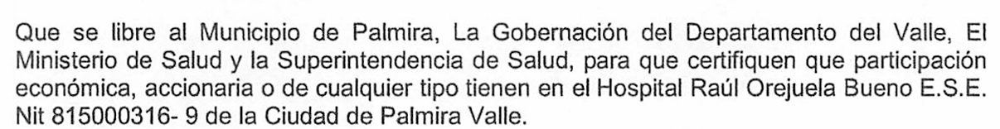 Que se libre al Municipio de Palmira, La Gobernación del Departamento del Valle, El
Ministerio de Salud y la Superintendencia de Salud, para que certifiquen que participación
económica, accionaria o de cualquier tipo tienen en el Hospital Raúl Orejuela Bueno E.S.E.
Nit 815000316- 9 de la Ciudad de Palmira Valle.